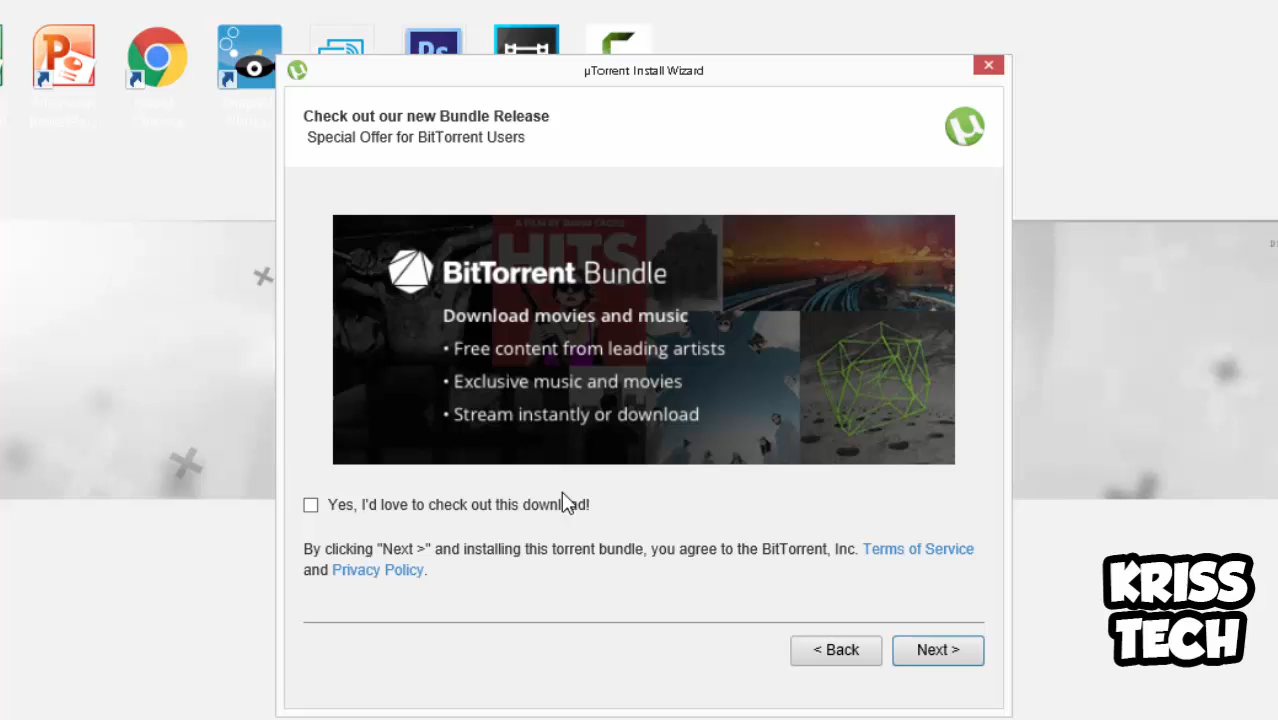 Ps
µTorrent Install Wizard
Check out our new Bundle Release
Special Offer for BitTorrent Users
HITS
BitTorrent Bundle
Download movies and music
• Free content from leading artists
• Exclusive music and movies
• Stream instantly or download
Yes, I'd love to check out this download!
By clicking "Next >" and installing this torrent bundle, you agree to the BitTorrent, Inc. Terms of Service
and Privacy Policy.
< Back
Next >
KRISS
TECH